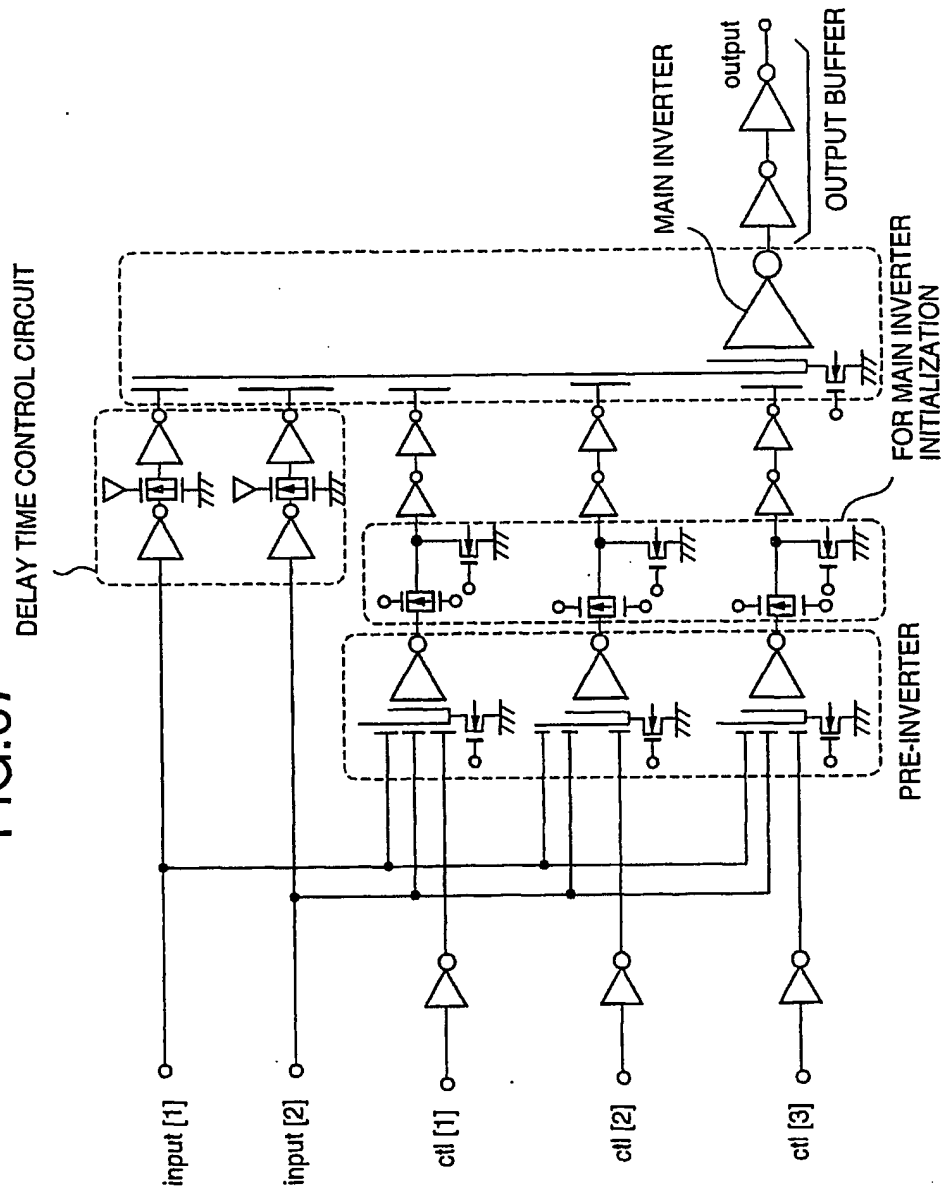 DELAY TIME CONTROL CIRCUIT
input [1]
input [2]
ctl [1]
ctl [2]
ctl [3]
PRE-INVERTER
FOR MAIN INVERTER
INITIALIZATION
MAIN INVERTER
output
OUTPUT BUFFER